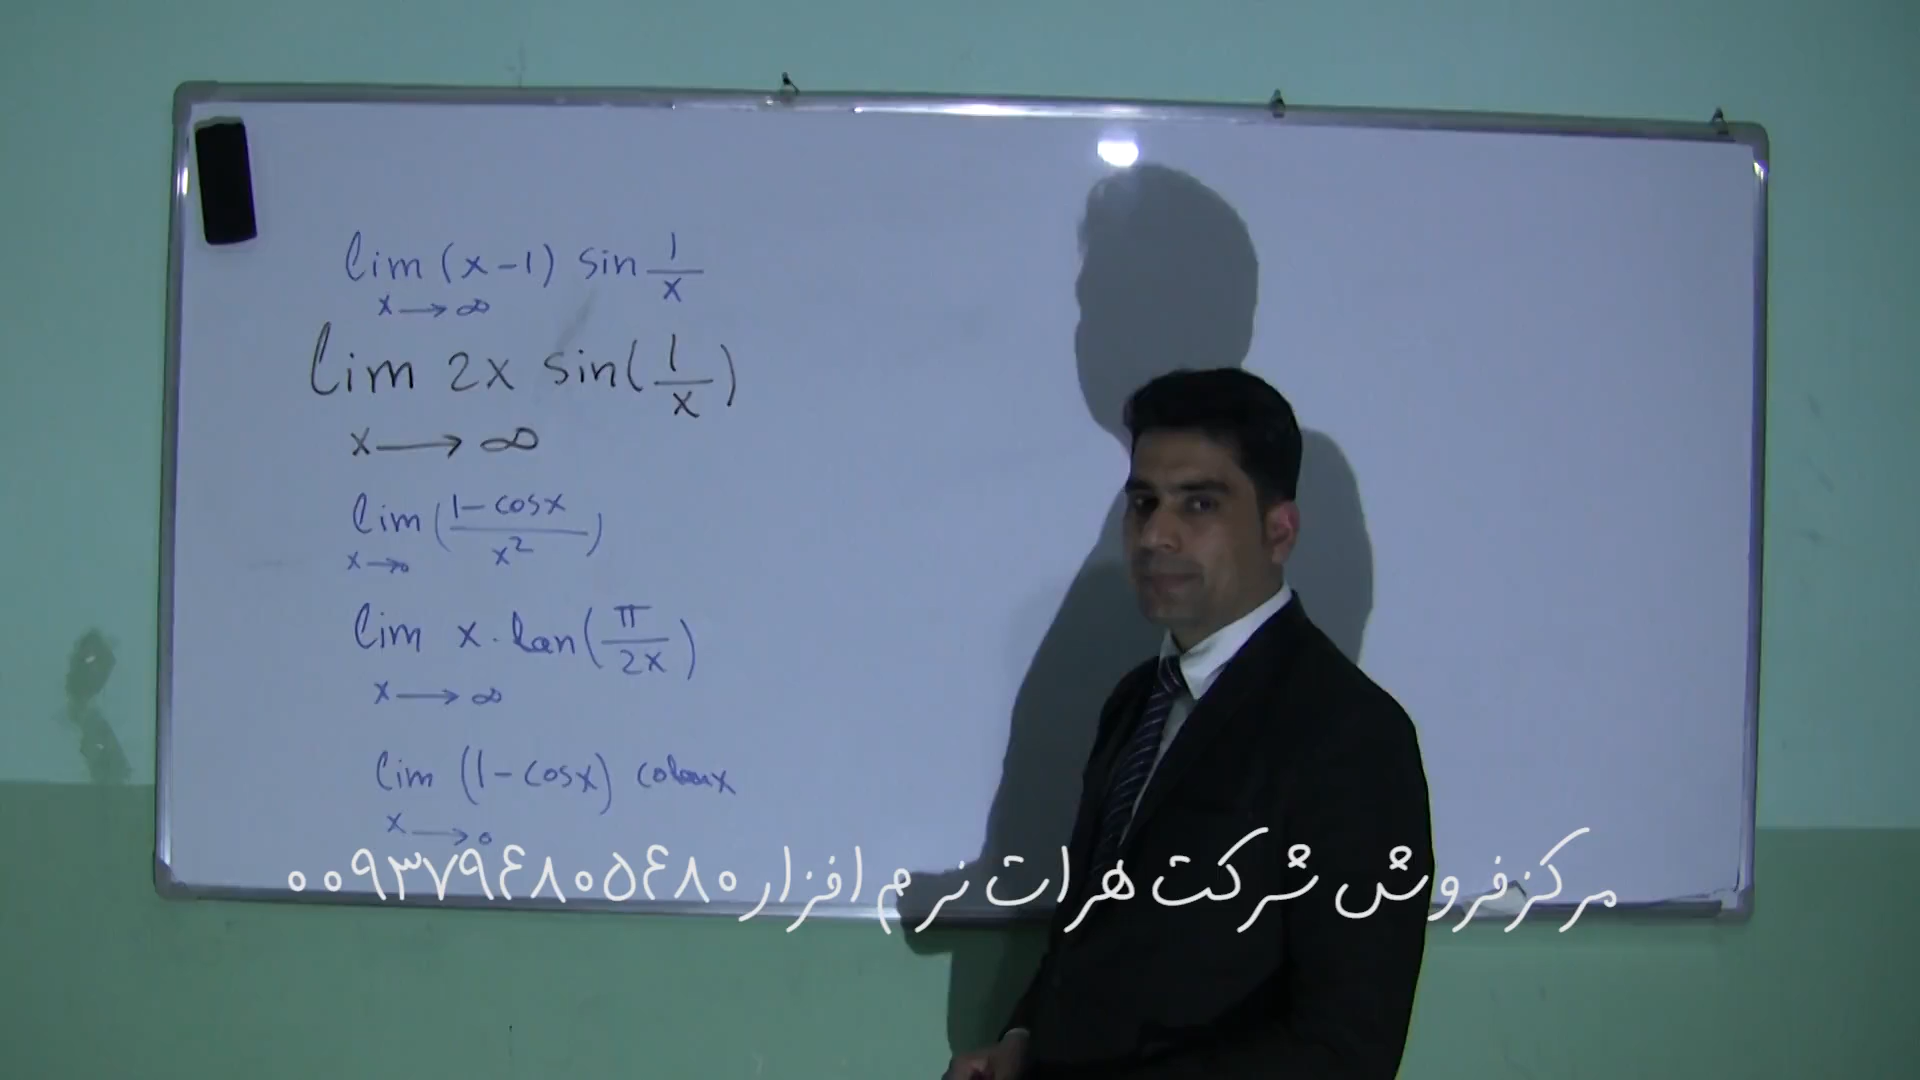 lim (x-1) sin 1/x
x → ∞
lim 2x sin(1/x)
x → ∞
lim (1-cosx / x²)
x → 0
lim x. tan(π/2x)
x → ∞
lim (1-cosx) cotanx
x → 0
مرکز فروش شرکت هرات نرم افزار ۰۰۹۳۷۹۶۸۰۵۶۸۰